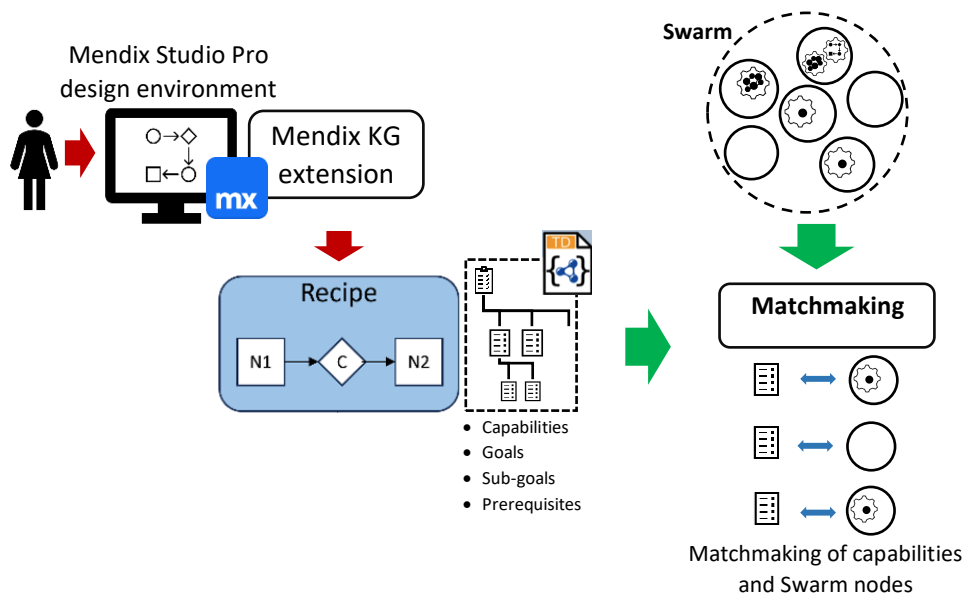 Mendix Studio Pro
design environment
Mendix KG
extension
mx
Swarm
Recipe
N1
C
N2
TD
• Capabilities
• Goals
• Sub-goals
• Prerequisites
Matchmaking
Matchmaking of capabilities
and Swarm nodes